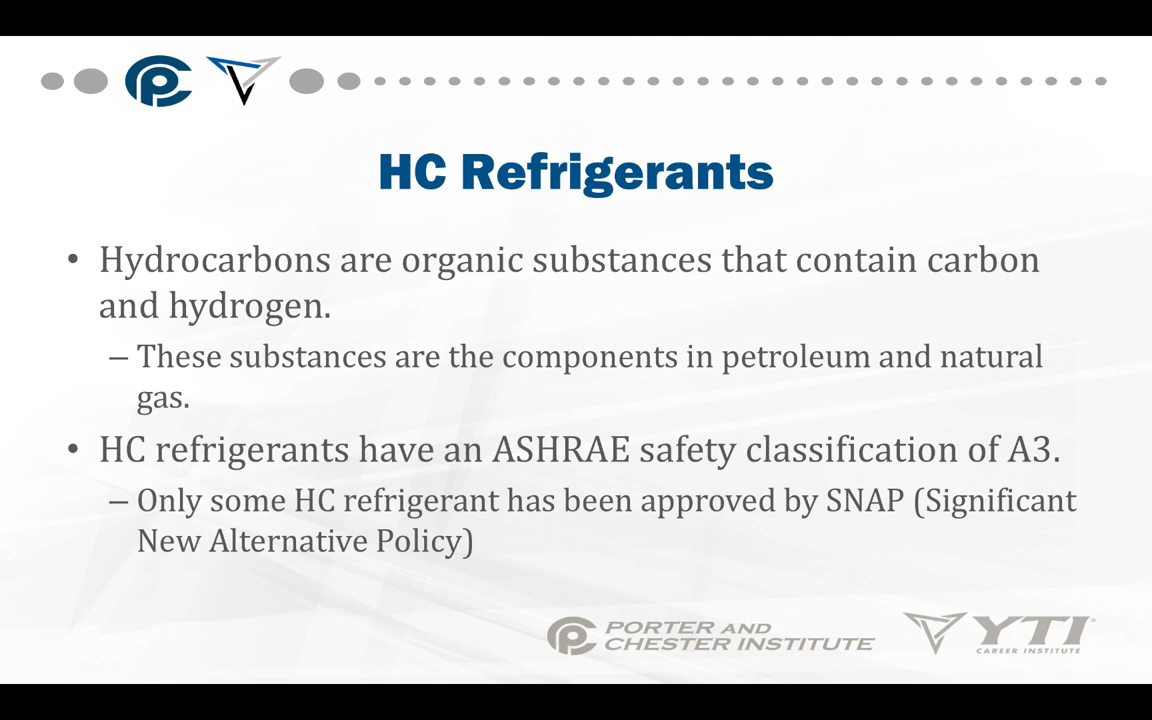 HC Refrigerants
• Hydrocarbons are organic substances that contain carbon
and hydrogen.
– These substances are the components in petroleum and natural
gas.
• HC refrigerants have an ASHRAE safety classification of A3.
– Only some HC refrigerant has been approved by SNAP (Significant
New Alternative Policy)
PORTER AND
CHESTER INSTITUTE
YTI
CAREER INSTITUTE